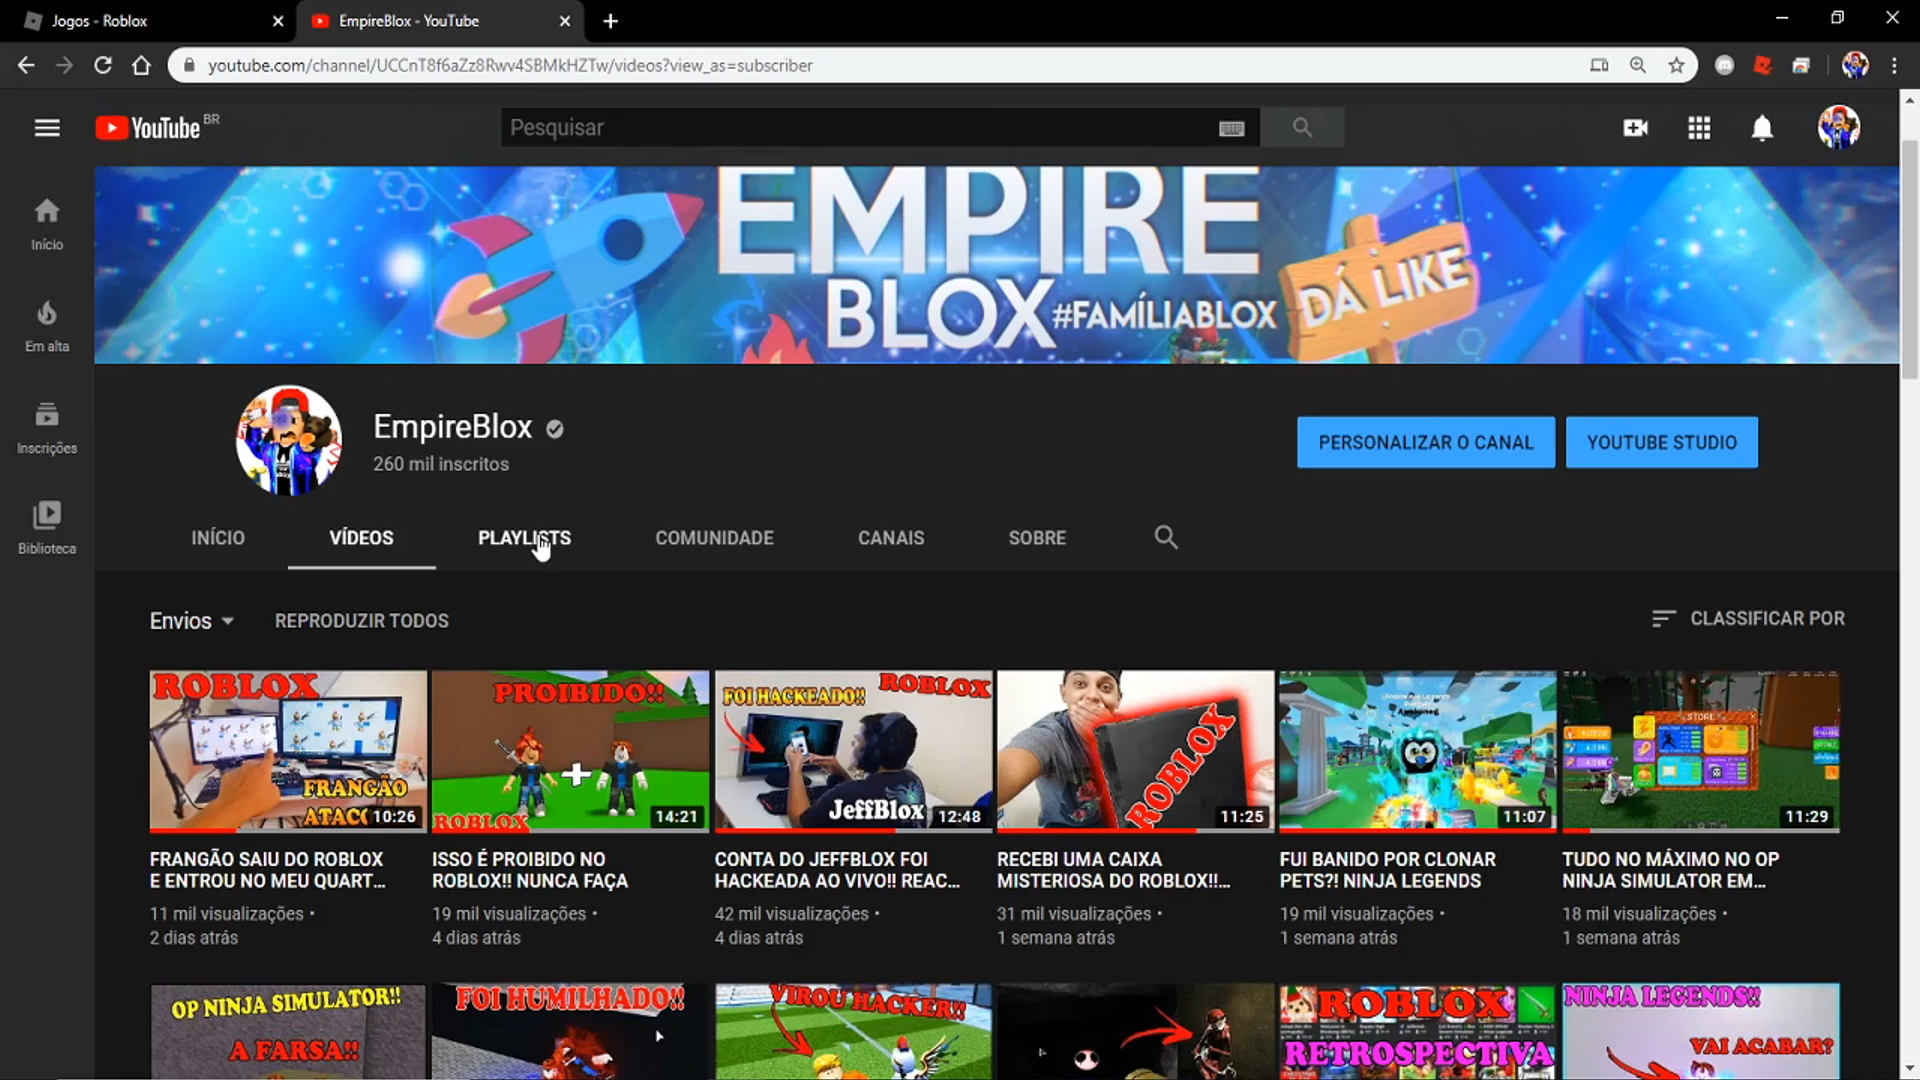 Jogos - Roblox
EmpireBlox - YouTube
youtube.com/channel/UCCnT8f6aZz8Rwv4SBMkHZTw/videos?view_as=subscriber
YouTube BR
Pesquisar
Início
Em alta
Inscrições
Biblioteca
EMPIRE
BLOX #FAMÍLIABLOX
DÁ LIKE
EmpireBlox
260 mil inscritos
PERSONALIZAR O CANAL
YOUTUBE STUDIO
INÍCIO
VÍDEOS
PLAYLISTS
COMUNIDADE
CANAIS
SOBRE
Envios
REPRODUZIR TODOS
CLASSIFICAR POR
ROBLOX
FRANGÃO
10:26
PROIBIDO!!
ROBLOX
14:21
FOI HACKEADO!!
ROBLOX
JeffBlox
12:48
ROBLOX
11:25
11:07
STORE
11:29
FRANGÃO SAIU DO ROBLOX
E ENTROU NO MEU QUART...
11 mil visualizações •
2 dias atrás
ISSO É PROIBIDO NO
ROBLOX!! NUNCA FAÇA
19 mil visualizações •
4 dias atrás
CONTA DO JEFFBLOX FOI
HACKEADA AO VIVO!! REAC...
42 mil visualizações •
4 dias atrás
RECEBI UMA CAIXA
MISTERIOSA DO ROBLOX!!...
31 mil visualizações •
1 semana atrás
FUI BANIDO POR CLONAR
PETS?! NINJA LEGENDS
19 mil visualizações •
1 semana atrás
TUDO NO MÁXIMO NO OP
NINJA SIMULATOR EM...
18 mil visualizações •
1 semana atrás
OP NINJA SIMULATOR!!
A FARSA!!
FOI HUMILHADO!!
VIROU HACKER!!
ROBLOX
RETROSPECTIVA
NINJA LEGENDS!!
VAI ACABAR?